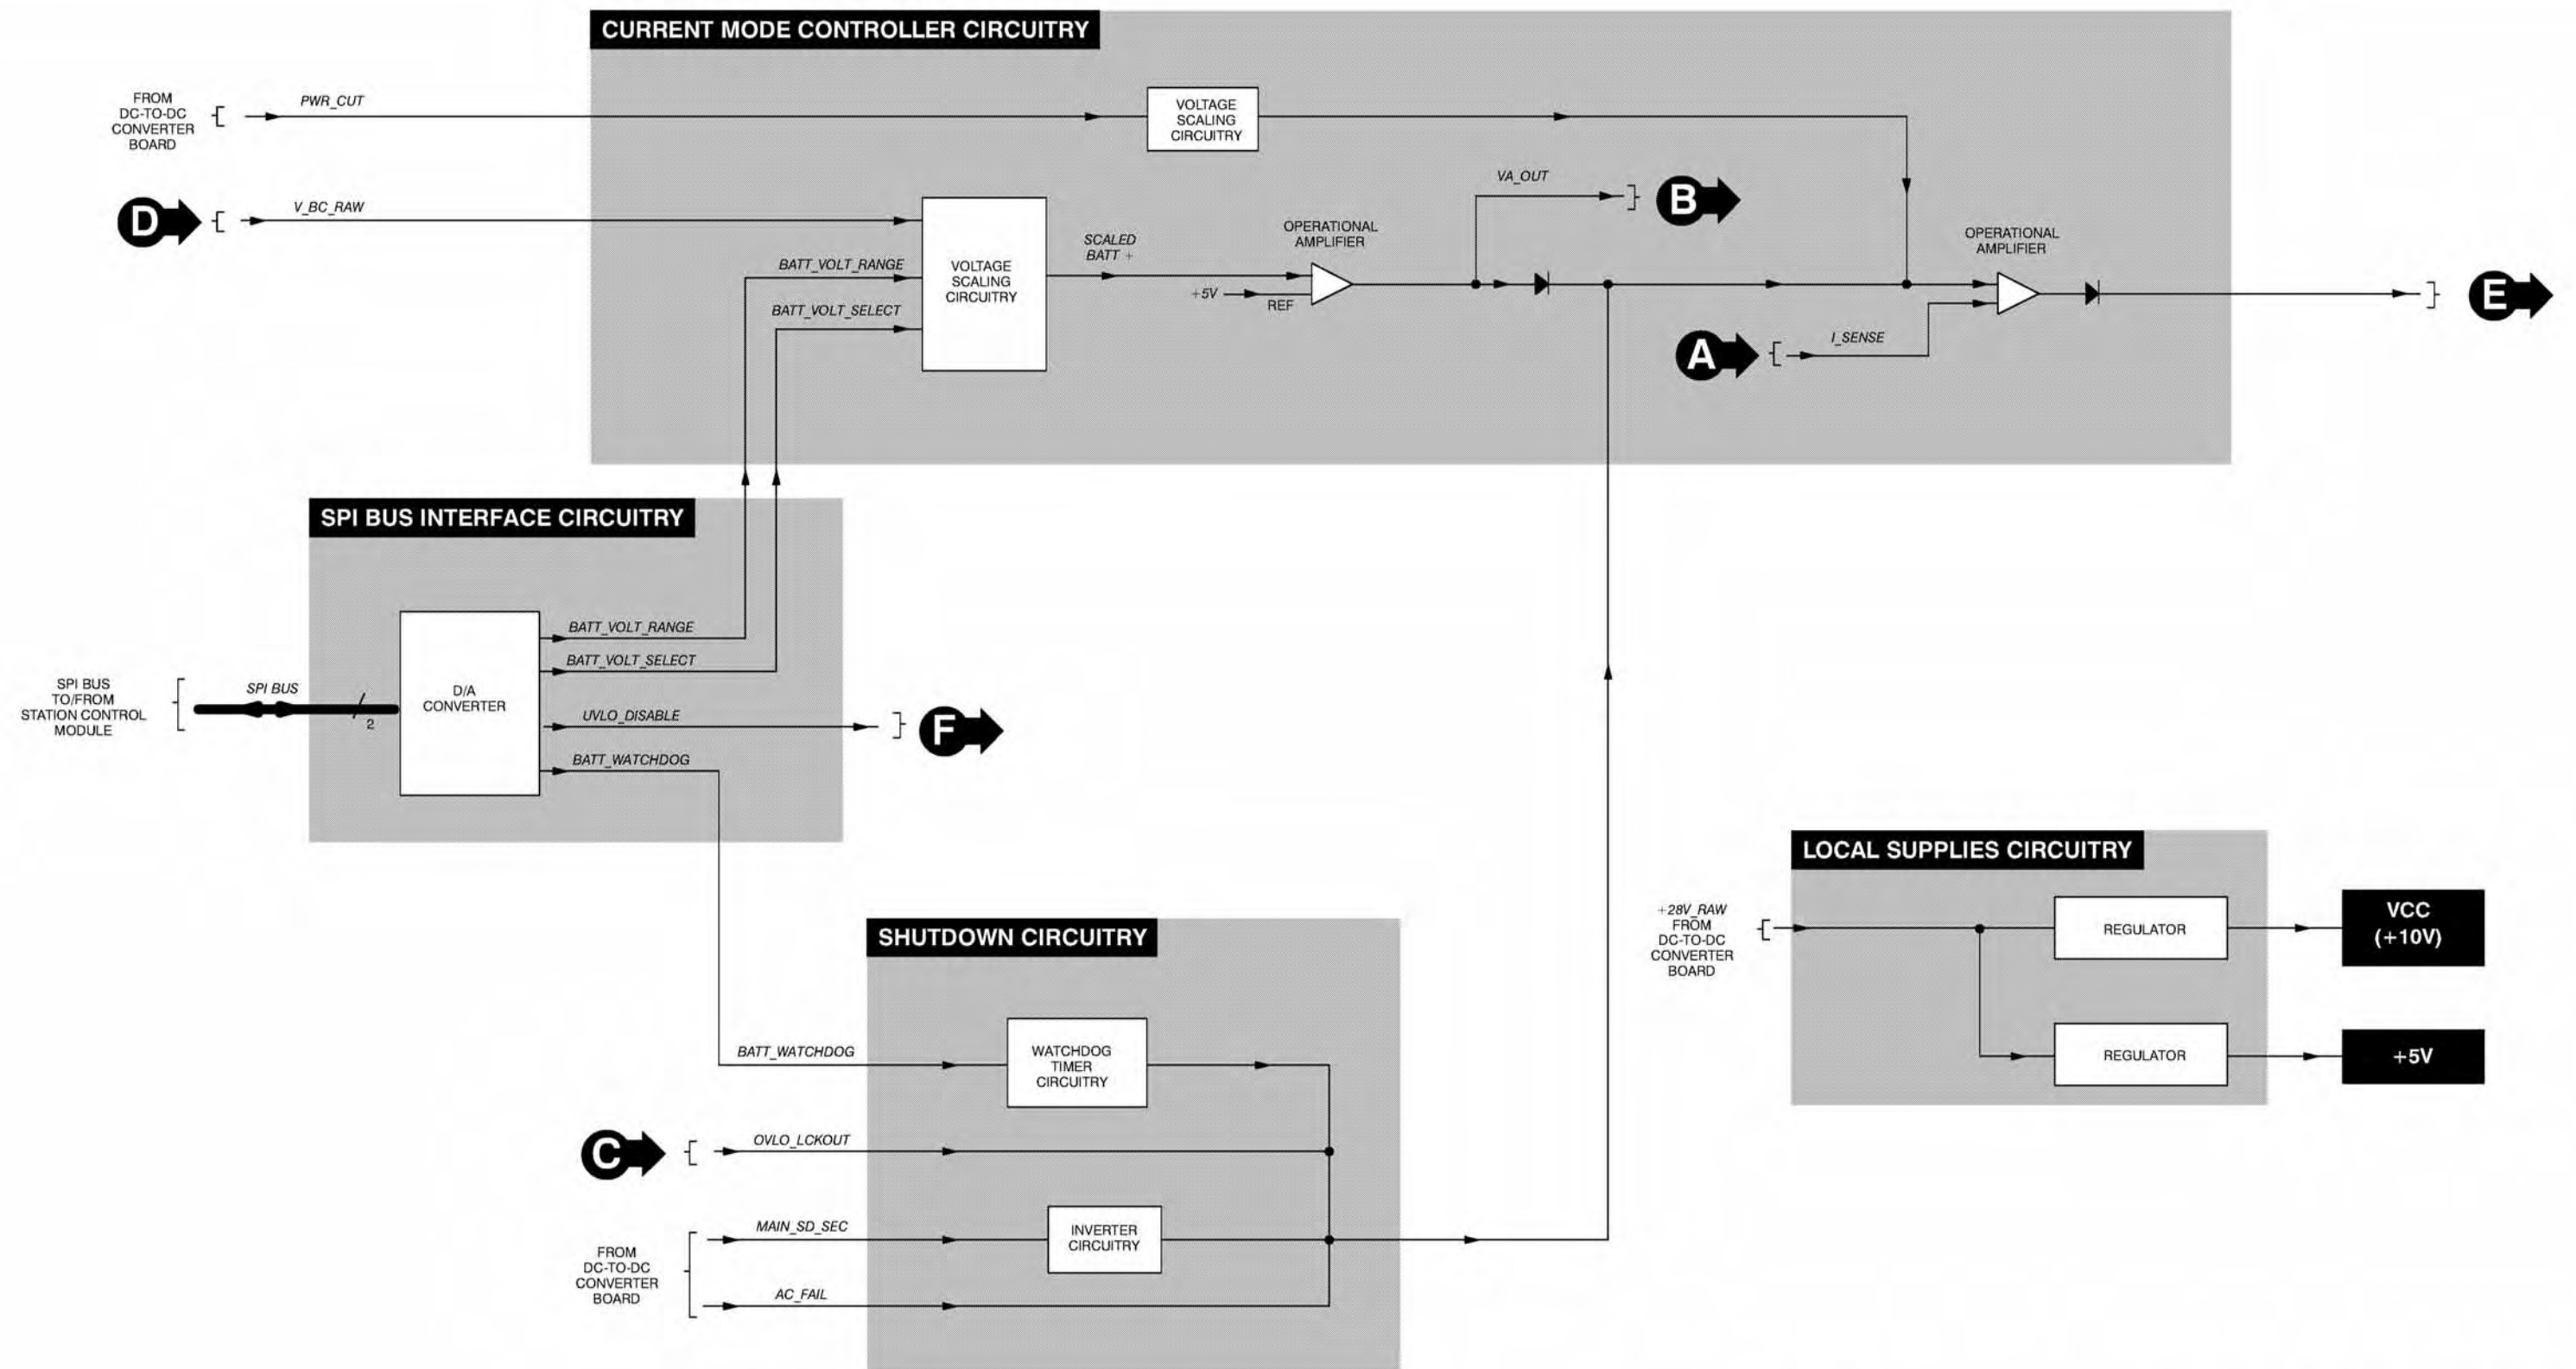 CURRENT MODE CONTROLLER CIRCUITRY
FROM
DC-TO-DC
CONVERTER
BOARD
PWR_CUT
VOLTAGE
SCALING
CIRCUITRY
D
V_BC_RAW
BATT_VOLT_RANGE
BATT_VOLT_SELECT
VOLTAGE
SCALING
CIRCUITRY
SCALED
BATT +
+5V
REF
OPERATIONAL
AMPLIFIER
VA_OUT
B
OPERATIONAL
AMPLIFIER
A
I_SENSE
E
SPI BUS INTERFACE CIRCUITRY
SPI BUS
TO/FROM
STATION CONTROL
MODULE
SPI BUS
2
D/A
CONVERTER
BATT_VOLT_RANGE
BATT_VOLT_SELECT
UVLO_DISABLE
BATT_WATCHDOG
F
SHUTDOWN CIRCUITRY
BATT_WATCHDOG
WATCHDOG
TIMER
CIRCUITRY
C
OVLO_LCKOUT
FROM
DC-TO-DC
CONVERTER
BOARD
MAIN_SD_SEC
INVERTER
CIRCUITRY
AC_FAIL
LOCAL SUPPLIES CIRCUITRY
+28V_RAW
FROM
DC-TO-DC
CONVERTER
BOARD
REGULATOR
VCC
(+10V)
REGULATOR
+5V